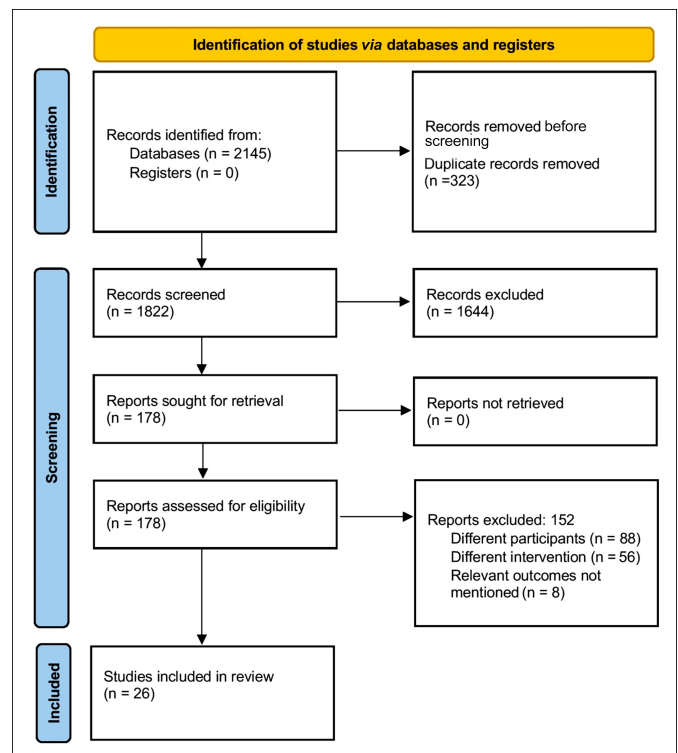 Identification of studies via databases and registers
Identification
Records identified from:
Databases (n = 2145)
Registers (n = 0)
Records removed before
screening
Duplicate records removed
(n =323)
Screening
Records screened
(n = 1822)
Records excluded
(n = 1644)
Reports sought for retrieval
(n = 178)
Reports not retrieved
(n = 0)
Reports assessed for eligibility
(n = 178)
Reports excluded: 152
Different participants (n = 88)
Different intervention (n = 56)
Relevant outcomes not
mentioned (n = 8)
Included
Studies included in review
(n = 26)